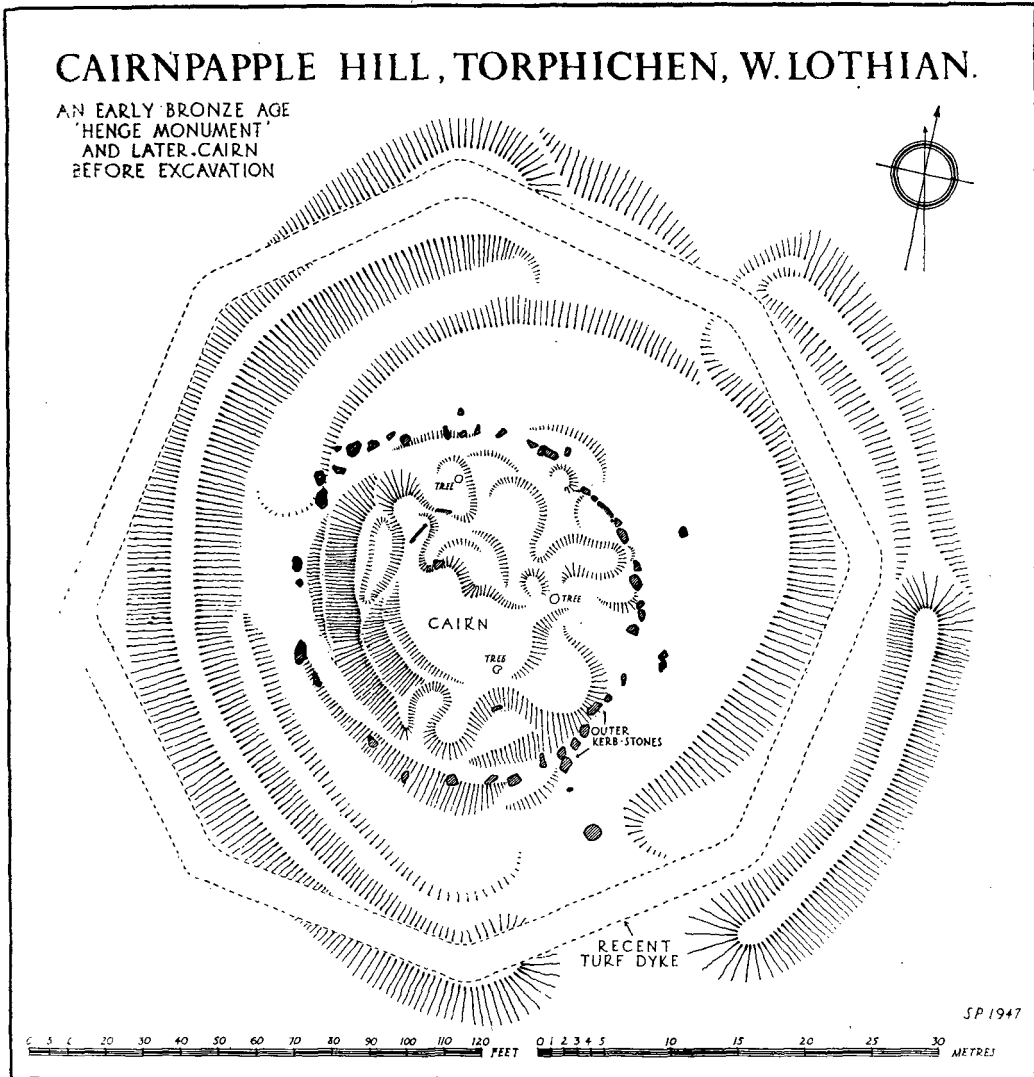 CAIRNPAPPLE HILL, TORPHICHEN, W. LOTHIAN.
AN EARLY BRONZE AGE
'HENGE MONUMENT'
AND LATER CAIRN
BEFORE EXCAVATION
TREE
TREE
CAIRN
TREE
OUTER
KERB-STONES
RECENT
TURF DYKE
SP 1947
10 20 30 40 50 60 70 80 90 100 110 120 FEET
0 1 2 3 4 5 10 15 20 25 30 METRES